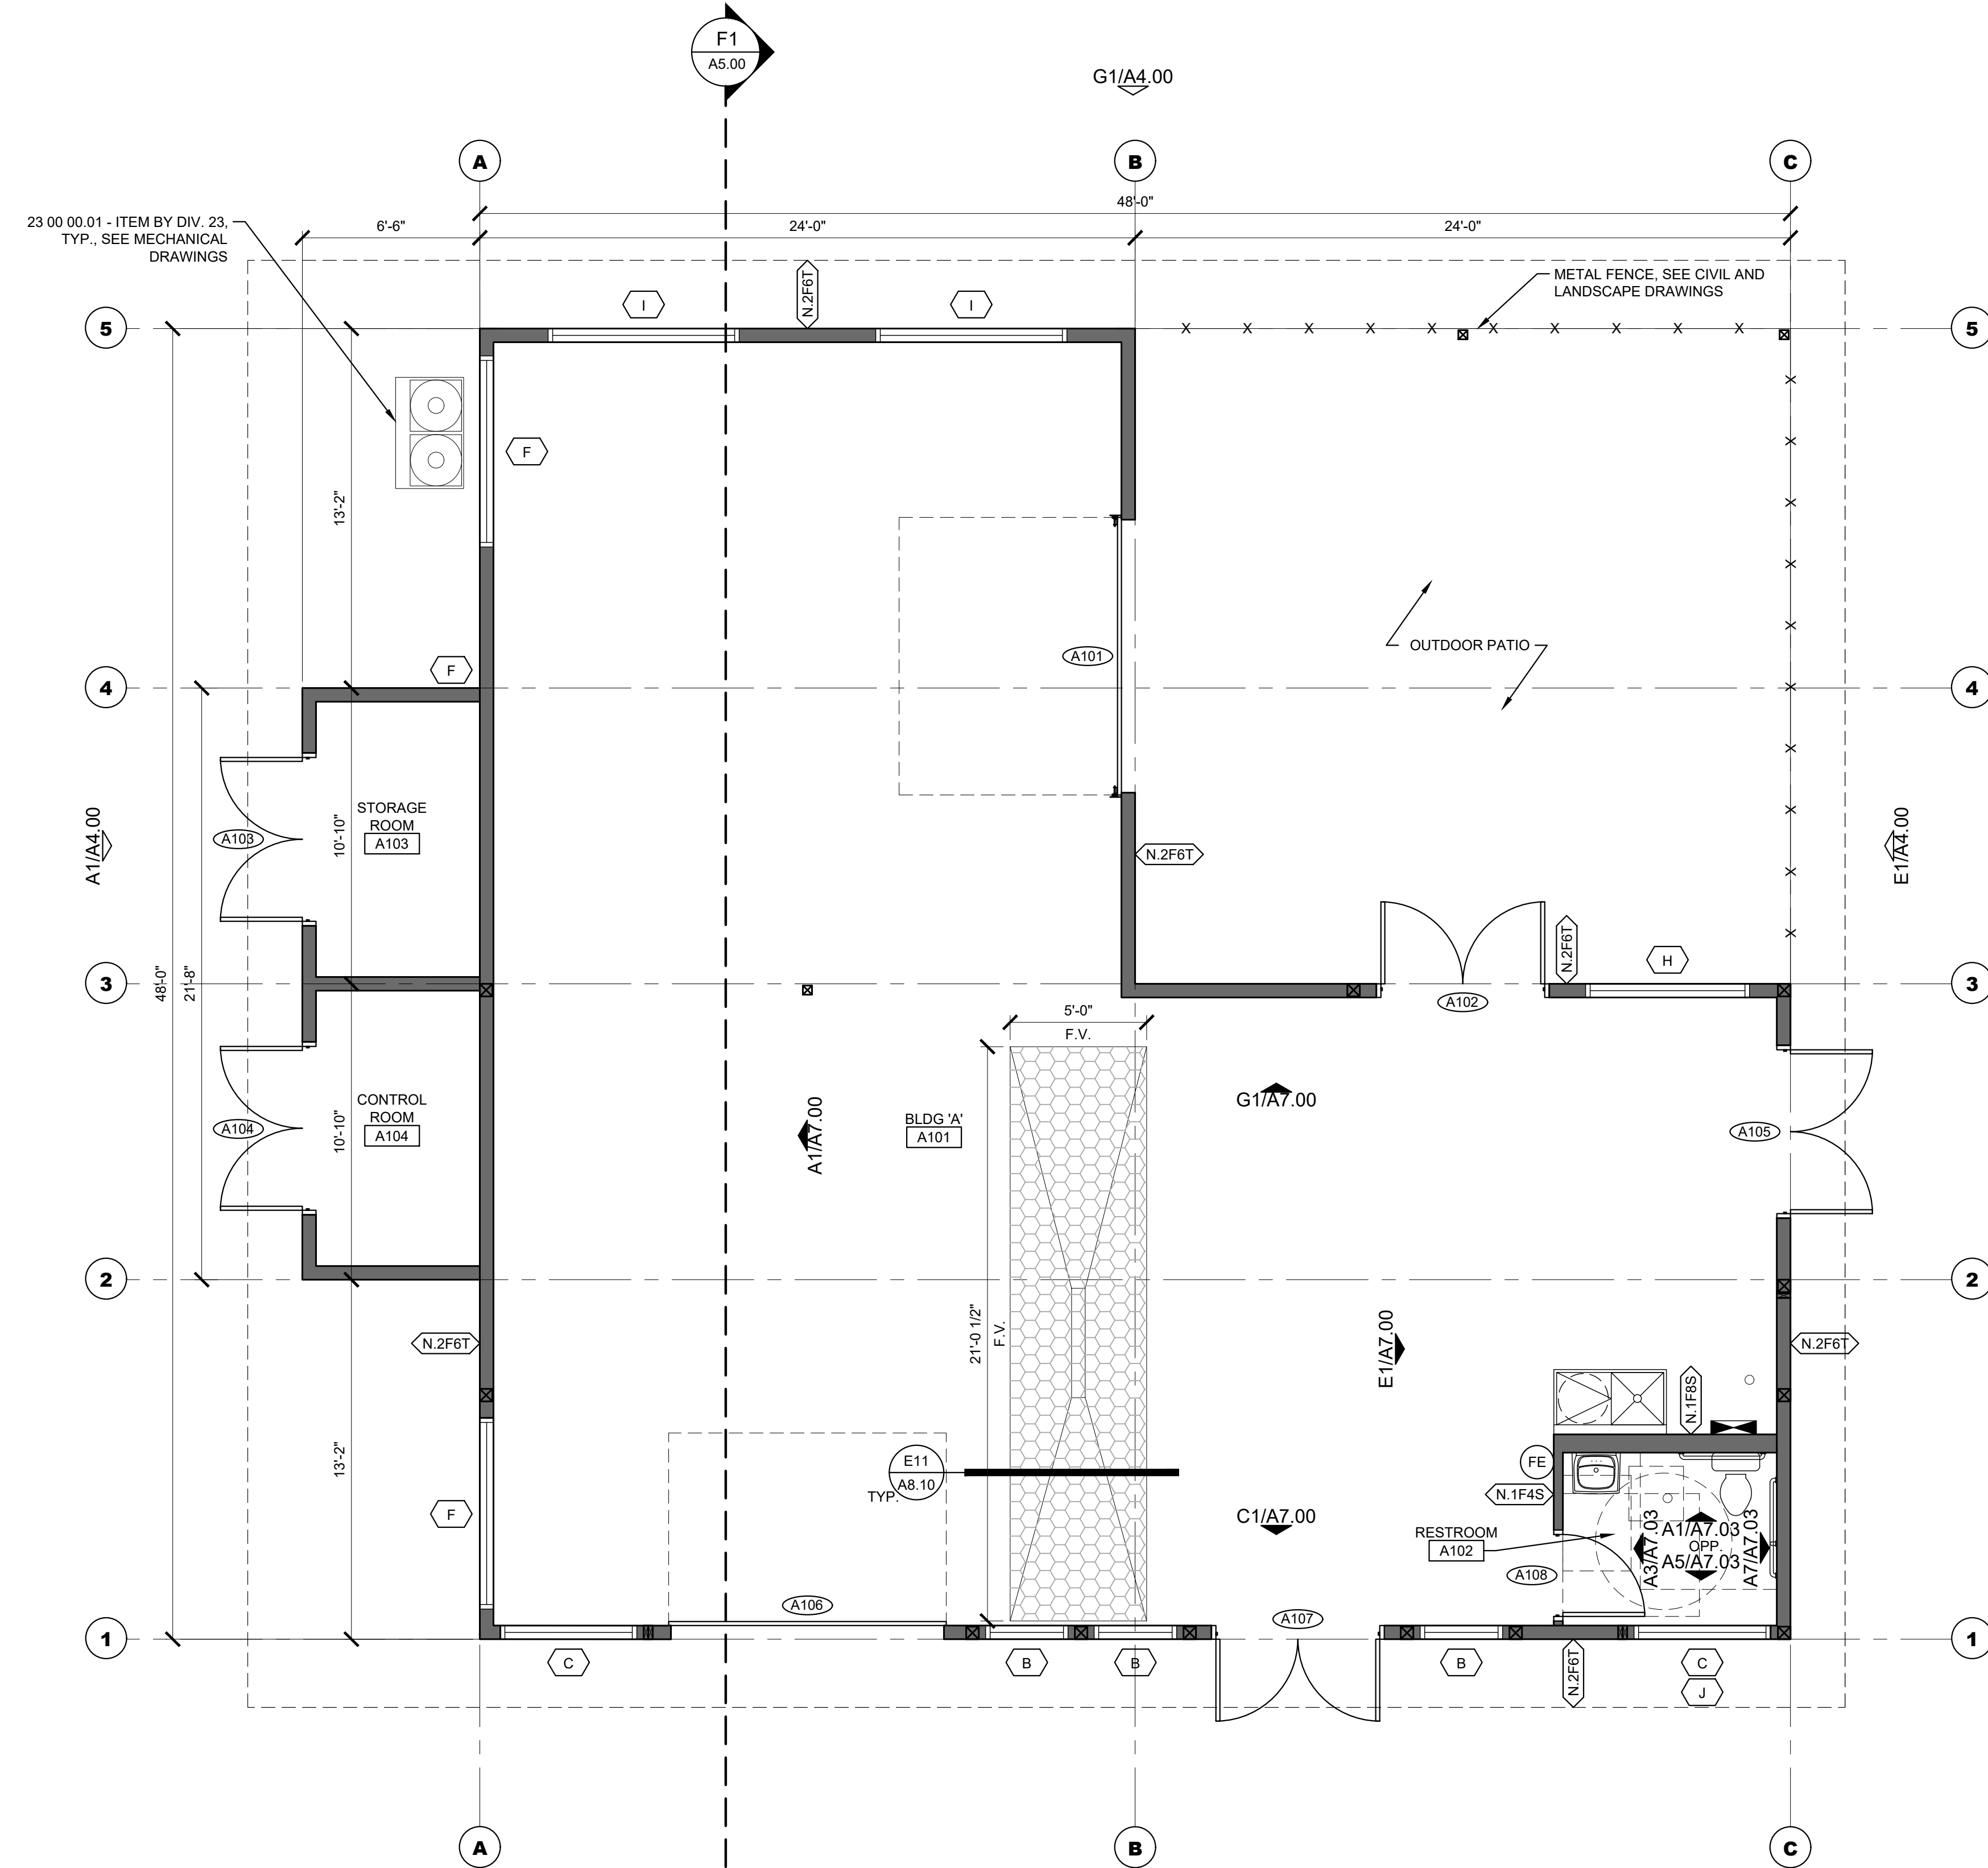 F1
A5.00
G1/A4.00
A
B
C
48'-0"
6'-6"
24'-0"
24'-0"
23 00 00.01 - ITEM BY DIV. 23,
TYP., SEE MECHANICAL
DRAWINGS
METAL FENCE, SEE CIVIL AND
LANDSCAPE DRAWINGS
I
N.2F6T
I
5
5
F
13'-2"
OUTDOOR PATIO
A101
F
4
4
STORAGE
ROOM
A103
A103
10'-10"
A1/A4.00
E1/A4.00
N.2F6T
N.2F6T
H
48'-0"
21'-8"
3
3
A102
5'-0"
F.V.
CONTROL
ROOM
A104
A104
10'-10"
A1/A7.00
BLDG 'A'
A101
G1/A7.00
A105
2
2
21'-0 1/2"
F.V.
N.2F6T
E1/A7.00
N.2F6T
N.1F8S
13'-2"
E11
A8.10
TYP.
FE
N.1F4S
F
C1/A7.00
RESTROOM
A102
A1/A7.03
OPP.
A5/A7.03
A3/A7.03
A7/A7.03
A108
A106
A107
1
1
C
B
B
B
N.2F6T
C
J
A
B
C